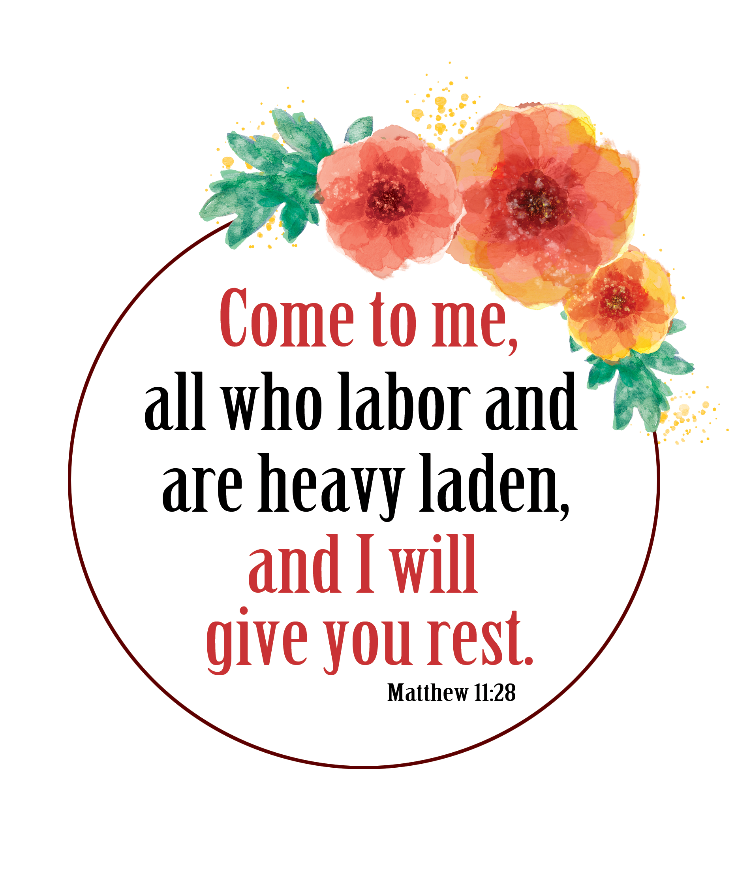 Come to me,
all who labor and
are heavy laden,
and I will
give you rest.
Matthew 11:28